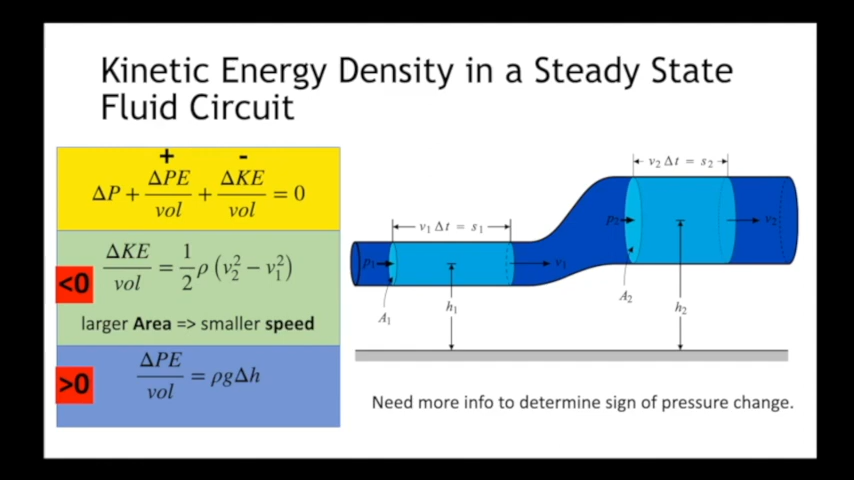 Kinetic Energy Density in a Steady State
Fluid Circuit
+ -
ΔP + ΔPE/vol + ΔKE/vol = 0
<0 ΔKE/vol = 1/2 ρ (v₂² − v₁²)
larger Area => smaller speed
>0 ΔPE/vol = ρgΔh
v₂ Δt = s₂
p₂ v₂
v₁ Δt = s₁
p₁ v₁
A₂ h₂
A₁ h₁
Need more info to determine sign of pressure change.